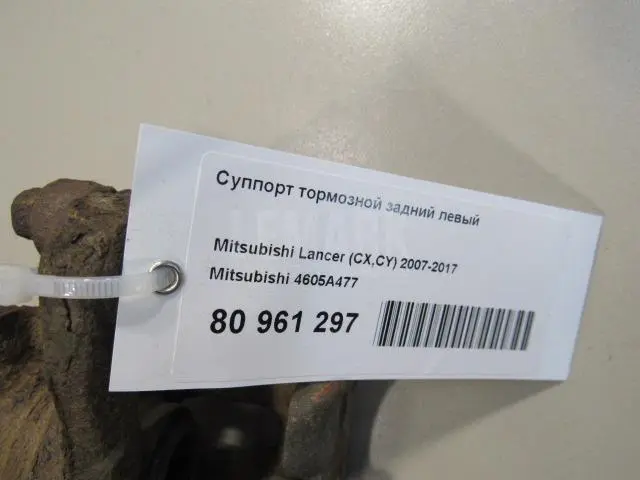 Суппорт тормозной задний левый
Mitsubishi Lancer (CX,CY) 2007-2017
Mitsubishi 4605A477
80 961 297